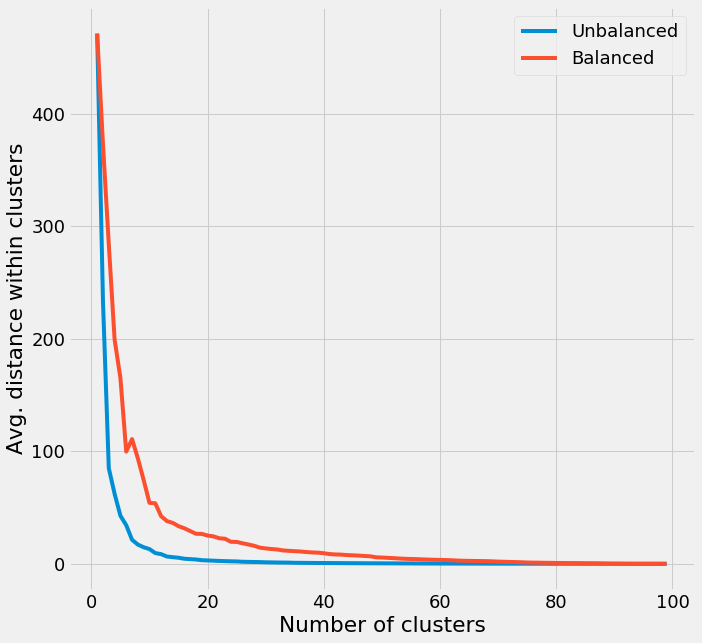 Unbalanced
Balanced
Avg. distance within clusters
400
300
200
100
0
0 20 40 60 80 100
Number of clusters